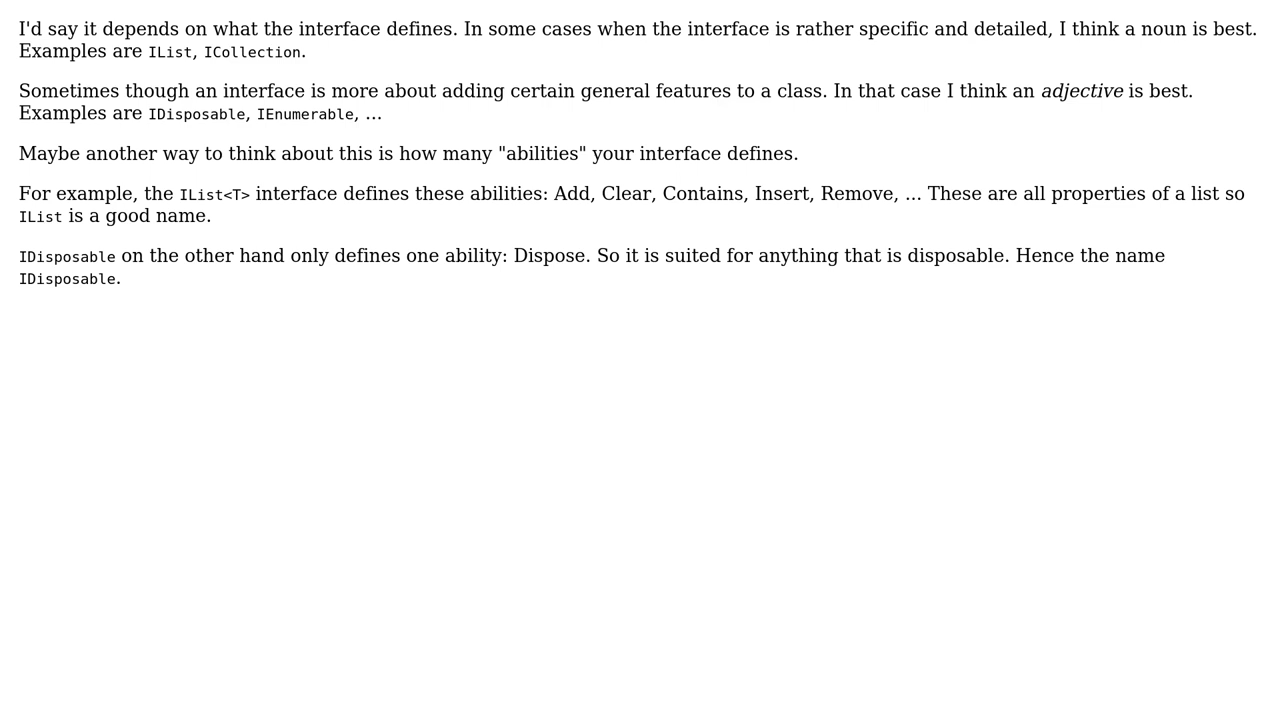 I'd say it depends on what the interface defines. In some cases when the interface is rather specific and detailed, I think a noun is best.
Examples are IList, ICollection.
Sometimes though an interface is more about adding certain general features to a class. In that case I think an adjective is best.
Examples are IDisposable, IEnumerable, ...
Maybe another way to think about this is how many "abilities" your interface defines.
For example, the IList<T> interface defines these abilities: Add, Clear, Contains, Insert, Remove, ... These are all properties of a list so
IList is a good name.
IDisposable on the other hand only defines one ability: Dispose. So it is suited for anything that is disposable. Hence the name
IDisposable.